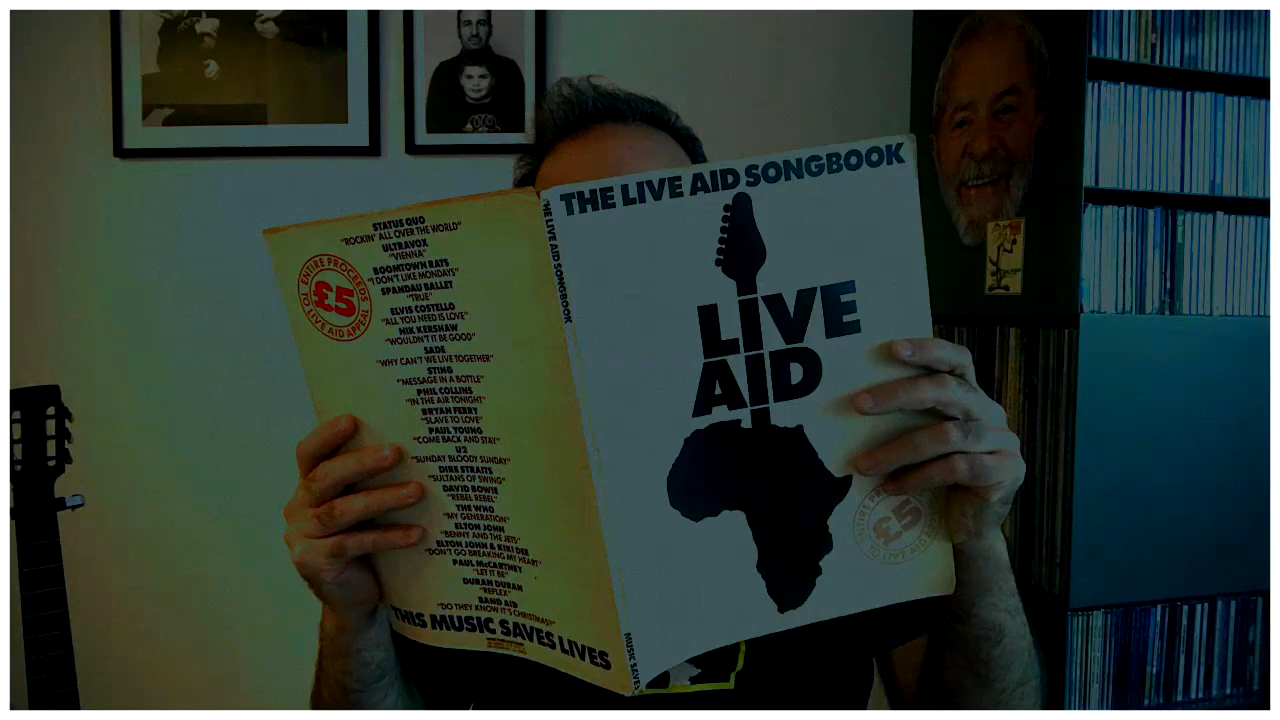 STATUS QUO
"ROCKIN' ALL OVER THE WORLD"
ULTRAVOX
"VIENNA"
BOOMTOWN RATS
"I DON'T LIKE MONDAYS"
SPANDAU BALLET
"TRUE"
ELVIS COSTELLO
"ALL YOU NEED IS LOVE"
NIK KERSHAW
"WOULDN'T IT BE GOOD"
SADE
"WHY CAN'T WE LIVE TOGETHER"
STING
"MESSAGE IN A BOTTLE"
PHIL COLLINS
"IN THE AIR TONIGHT"
BRYAN FERRY
"SLAVE TO LOVE"
PAUL YOUNG
"COME BACK AND STAY"
U2
"SUNDAY BLOODY SUNDAY"
DIRE STRAITS
"SULTANS OF SWING"
DAVID BOWIE
"REBEL REBEL"
THE WHO
"MY GENERATION"
ELTON JOHN
"BENNY AND THE JETS"
ELTON JOHN & KIKI DEE
"DON'T GO BREAKING MY HEART"
PAUL McCARTNEY
"LET IT BE"
DURAN DURAN
"REFLEX"
BAND AID
"DO THEY KNOW IT'S CHRISTMAS?"
THIS MUSIC SAVES LIVES
ENTIRE PROCEEDS
£5
TO LIVE AID APPEAL
THE LIVE AID SONGBOOK
MUSIC SAVES
THE LIVE AID SONGBOOK
LIVE
AID
ENTIRE
£5
TO LIVE AID